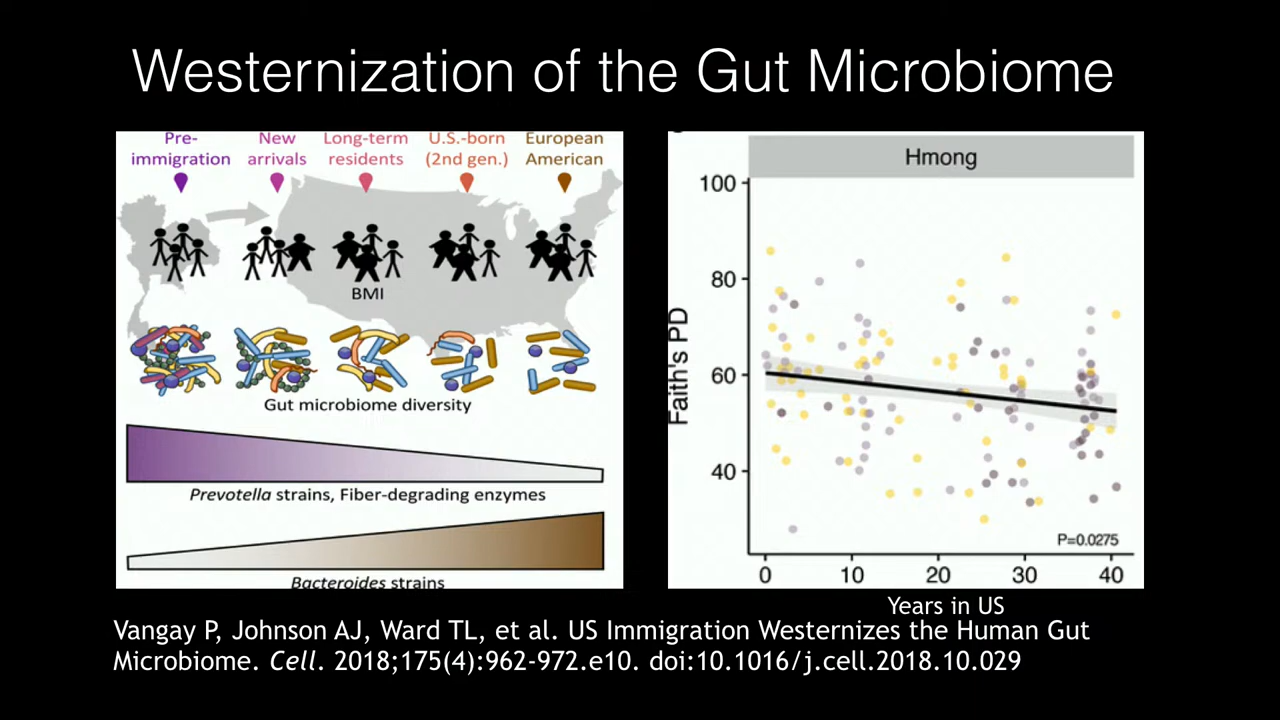 Westernization of the Gut Microbiome
Pre-
immigration
New
arrivals
Long-term
residents
U.S.-born
(2nd gen.)
European
American
BMI
Gut microbiome diversity
Prevotella strains, Fiber-degrading enzymes
Bacteroides strains
Hmong
Faith's PD
100
80
60
40
P=0.0275
0 10 20 30 40
Years in US
Vangay P, Johnson AJ, Ward TL, et al. US Immigration Westernizes the Human Gut
Microbiome. Cell. 2018;175(4):962-972.e10. doi:10.1016/j.cell.2018.10.029